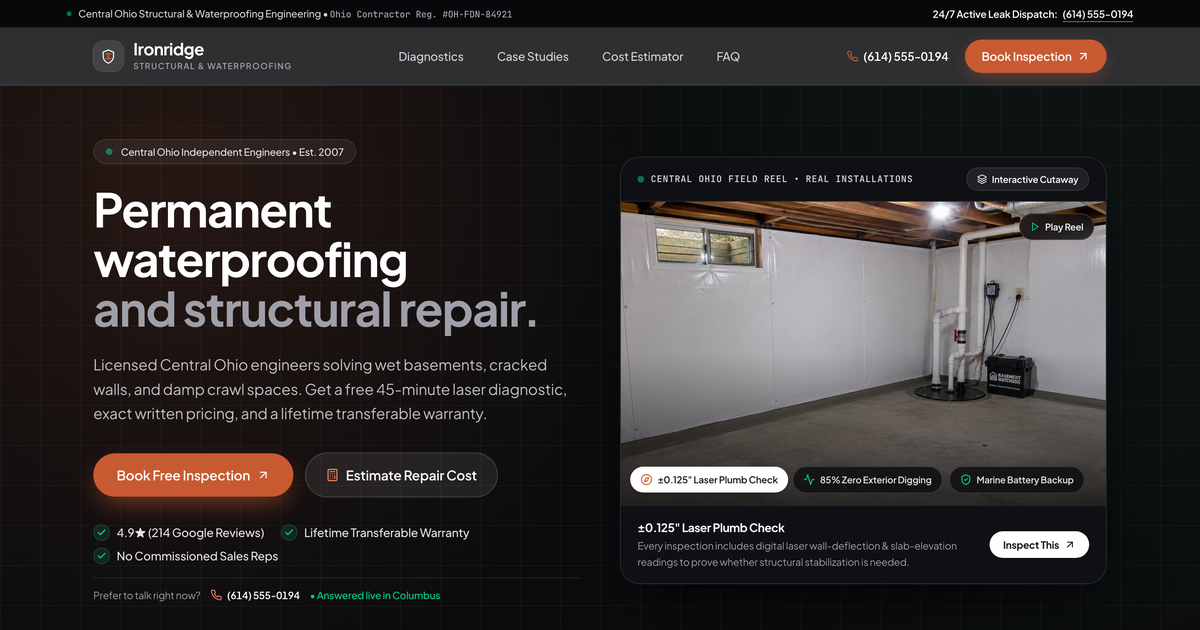 Central Ohio Structural & Waterproofing Engineering • Ohio Contractor Reg. #OH-FDN-84921
24/7 Active Leak Dispatch: (614) 555-0194
Ironridge
STRUCTURAL & WATERPROOFING
Diagnostics
Case Studies
Cost Estimator
FAQ
(614) 555-0194
Book Inspection
Central Ohio Independent Engineers • Est. 2007
Permanent
waterproofing
and structural repair.
Licensed Central Ohio engineers solving wet basements, cracked
walls, and damp crawl spaces. Get a free 45-minute laser diagnostic,
exact written pricing, and a lifetime transferable warranty.
Book Free Inspection
Estimate Repair Cost
4.9★ (214 Google Reviews)
Lifetime Transferable Warranty
No Commissioned Sales Reps
Prefer to talk right now? (614) 555-0194 • Answered live in Columbus
CENTRAL OHIO FIELD REEL • REAL INSTALLATIONS
Interactive Cutaway
Play Reel
BASEMENT
WATCHDOG
±0.125" Laser Plumb Check
85% Zero Exterior Digging
Marine Battery Backup
±0.125" Laser Plumb Check
Every inspection includes digital laser wall-deflection & slab-elevation
readings to prove whether structural stabilization is needed.
Inspect This